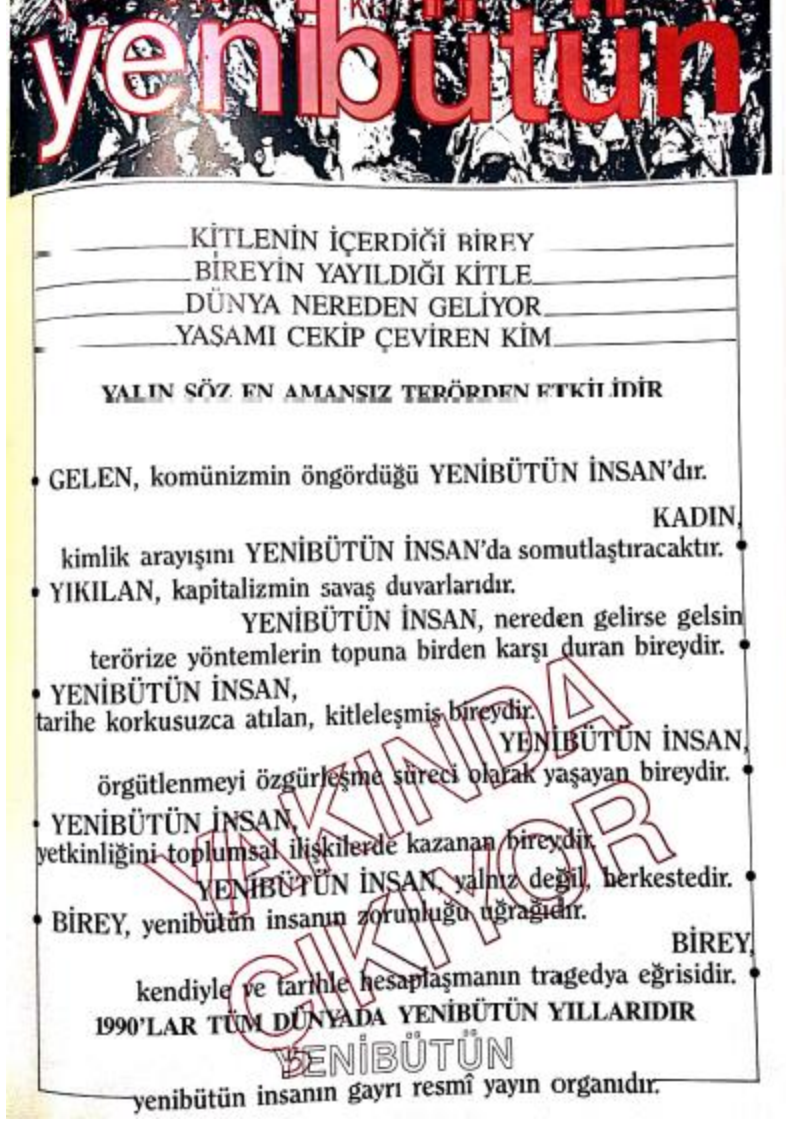 yenibütün
KİTLENİN İÇERDİĞİ BİREY
BİREYİN YAYILDIĞI KİTLE
DÜNYA NEREDEN GELİYOR
YAŞAMI CEKİP ÇEVİREN KİM
YALIN SÖZ EN AMANSIZ TERÖRDEN ETKİLİDİR
• GELEN, komünizmin öngördüğü YENİBÜTÜN İNSAN'dır.
KADIN,
kimlik arayışını YENİBÜTÜN İNSAN'da somutlaştıracaktır. •
• YIKILAN, kapitalizmin savaş duvarlarıdır.
YENİBÜTÜN İNSAN, nereden gelirse gelsin
terörize yöntemlerin topuna birden karşı duran bireydir. •
• YENİBÜTÜN İNSAN,
tarihe korkusuzca atılan, kitleleşmiş bireydir.
YENİBÜTÜN İNSAN,
örgütlenmeyi özgürleşme süreci olarak yaşayan bireydir. •
• YENİBÜTÜN İNSAN,
yetkinliğini toplumsal ilişkilerde kazanan bireydir.
YENİBÜTÜN İNSAN, yalnız değil, herkestedir. •
• BİREY, yenibütün insanın zorunluğu uğrağıdır.
BİREY,
kendiyle ve tarihle hesaplaşmanın tragedya eğrisidir. •
1990'LAR TÜM DÜNYADA YENİBÜTÜN YILLARIDIR
YENİBÜTÜN
yenibütün insanın gayrı resmî yayın organıdır.
YAKINDA
ÇIKIYOR